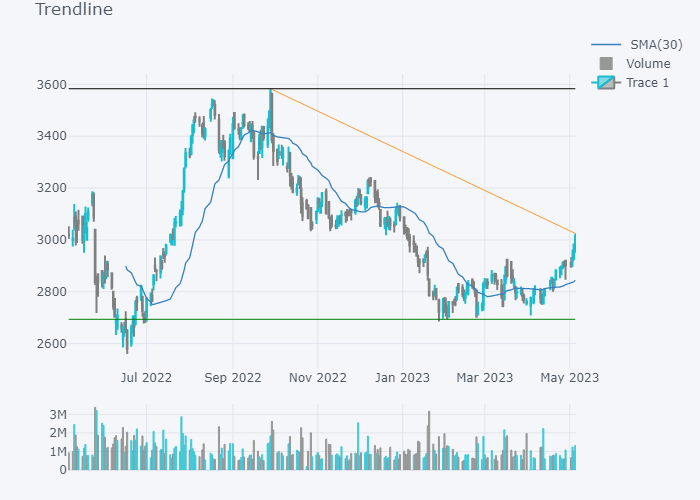 Trendline
SMA(30)
Volume
Trace 1
3600
3400
3200
3000
2800
2600
Jul 2022
Sep 2022
Nov 2022
Jan 2023
Mar 2023
May 2023
3M
2M
1M
0